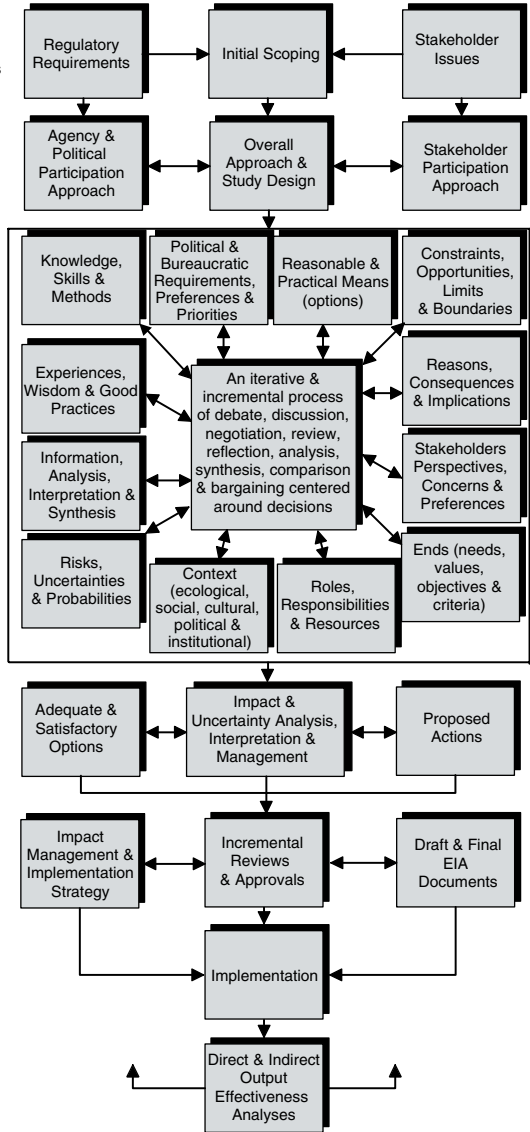 Regulatory
Requirements
Initial Scoping
Stakeholder
Issues
s
Agency &
Political
Participation
Approach
Overall
Approach &
Study Design
Stakeholder
Participation
Approach
Knowledge,
Skills &
Methods
Political &
Bureaucratic
Requirements,
Preferences &
Priorities
Reasonable &
Practical Means
(options)
Constraints,
Opportunities,
Limits
& Boundaries
Experiences,
Wisdom & Good
Practices
An iterative &
incremental process
of debate, discussion,
negotiation, review,
reflection, analysis,
synthesis, comparison
& bargaining centered
around decisions
Reasons,
Consequences
& Implications
Information,
Analysis,
Interpretation &
Synthesis
Stakeholders
Perspectives,
Concerns &
Preferences
Risks,
Uncertainties
& Probabilities
Context
(ecological,
social, cultural,
political &
institutional)
Roles,
Responsibilities
& Resources
Ends (needs,
values,
objectives
& criteria)
Adequate &
Satisfactory
Options
Impact &
Uncertainty Analysis,
Interpretation &
Management
Proposed
Actions
Impact
Management &
Implementation
Strategy
Incremental
Reviews
& Approvals
Draft & Final
EIA
Documents
Implementation
Direct & Indirect
Output
Effectiveness
Analyses